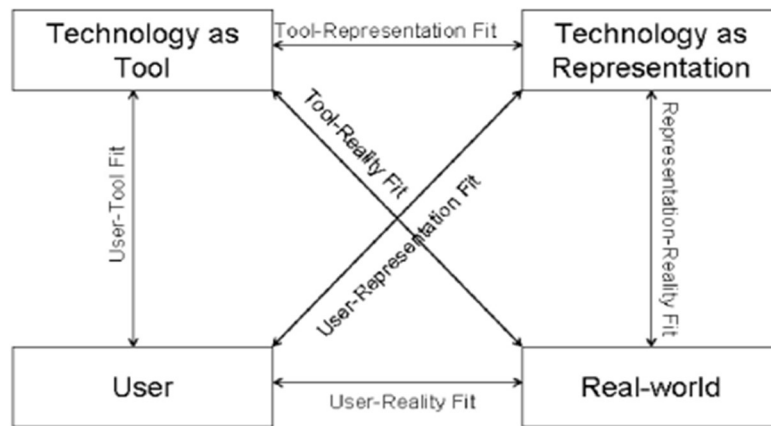 Technology as
Tool
Tool-Representation Fit
Technology as
Representation
Tool-Reality Fit
User-Tool Fit
Representation-Reality Fit
User-Representation Fit
User
User-Reality Fit
Real-world